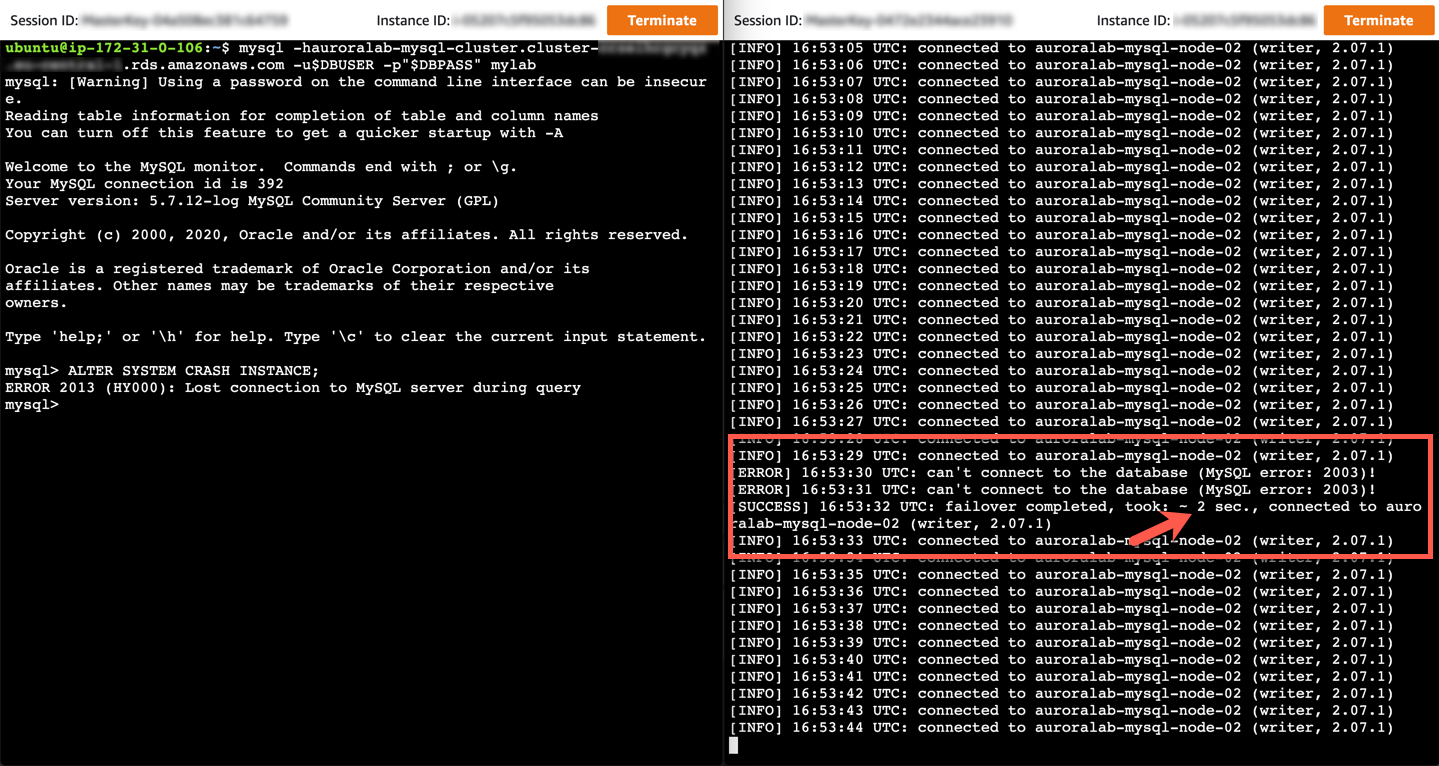 Session ID:
Instance ID:
Terminate
ubuntu@ip-172-31-0-106:~$ mysql -hauroralab-mysql-cluster.cluster-
.rds.amazonaws.com -u$DBUSER -p"$DBPASS" mylab
mysql: [Warning] Using a password on the command line interface can be insecur
e.
Reading table information for completion of table and column names
You can turn off this feature to get a quicker startup with -A
Welcome to the MySQL monitor.  Commands end with ; or \g.
Your MySQL connection id is 392
Server version: 5.7.12-log MySQL Community Server (GPL)
Copyright (c) 2000, 2020, Oracle and/or its affiliates. All rights reserved.
Oracle is a registered trademark of Oracle Corporation and/or its
affiliates. Other names may be trademarks of their respective
owners.
Type 'help;' or '\h' for help. Type '\c' to clear the current input statement.
mysql> ALTER SYSTEM CRASH INSTANCE;
ERROR 2013 (HY000): Lost connection to MySQL server during query
mysql>
Session ID:
Instance ID:
Terminate
[INFO] 16:53:05 UTC: connected to auroralab-mysql-node-02 (writer, 2.07.1)
[INFO] 16:53:06 UTC: connected to auroralab-mysql-node-02 (writer, 2.07.1)
[INFO] 16:53:07 UTC: connected to auroralab-mysql-node-02 (writer, 2.07.1)
[INFO] 16:53:08 UTC: connected to auroralab-mysql-node-02 (writer, 2.07.1)
[INFO] 16:53:09 UTC: connected to auroralab-mysql-node-02 (writer, 2.07.1)
[INFO] 16:53:10 UTC: connected to auroralab-mysql-node-02 (writer, 2.07.1)
[INFO] 16:53:11 UTC: connected to auroralab-mysql-node-02 (writer, 2.07.1)
[INFO] 16:53:12 UTC: connected to auroralab-mysql-node-02 (writer, 2.07.1)
[INFO] 16:53:13 UTC: connected to auroralab-mysql-node-02 (writer, 2.07.1)
[INFO] 16:53:14 UTC: connected to auroralab-mysql-node-02 (writer, 2.07.1)
[INFO] 16:53:15 UTC: connected to auroralab-mysql-node-02 (writer, 2.07.1)
[INFO] 16:53:16 UTC: connected to auroralab-mysql-node-02 (writer, 2.07.1)
[INFO] 16:53:17 UTC: connected to auroralab-mysql-node-02 (writer, 2.07.1)
[INFO] 16:53:18 UTC: connected to auroralab-mysql-node-02 (writer, 2.07.1)
[INFO] 16:53:19 UTC: connected to auroralab-mysql-node-02 (writer, 2.07.1)
[INFO] 16:53:20 UTC: connected to auroralab-mysql-node-02 (writer, 2.07.1)
[INFO] 16:53:21 UTC: connected to auroralab-mysql-node-02 (writer, 2.07.1)
[INFO] 16:53:22 UTC: connected to auroralab-mysql-node-02 (writer, 2.07.1)
[INFO] 16:53:23 UTC: connected to auroralab-mysql-node-02 (writer, 2.07.1)
[INFO] 16:53:24 UTC: connected to auroralab-mysql-node-02 (writer, 2.07.1)
[INFO] 16:53:25 UTC: connected to auroralab-mysql-node-02 (writer, 2.07.1)
[INFO] 16:53:26 UTC: connected to auroralab-mysql-node-02 (writer, 2.07.1)
[INFO] 16:53:27 UTC: connected to auroralab-mysql-node-02 (writer, 2.07.1)
[INFO] 16:53:28 UTC: connected to auroralab-mysql-node-02 (writer, 2.07.1)
[INFO] 16:53:29 UTC: connected to auroralab-mysql-node-02 (writer, 2.07.1)
[ERROR] 16:53:30 UTC: can't connect to the database (MySQL error: 2003)!
[ERROR] 16:53:31 UTC: can't connect to the database (MySQL error: 2003)!
[SUCCESS] 16:53:32 UTC: failover completed, took: ~ 2 sec., connected to auro
ralab-mysql-node-02 (writer, 2.07.1)
[INFO] 16:53:33 UTC: connected to auroralab-mysql-node-02 (writer, 2.07.1)
[INFO] 16:53:34 UTC: connected to auroralab-mysql-node-02 (writer, 2.07.1)
[INFO] 16:53:35 UTC: connected to auroralab-mysql-node-02 (writer, 2.07.1)
[INFO] 16:53:36 UTC: connected to auroralab-mysql-node-02 (writer, 2.07.1)
[INFO] 16:53:37 UTC: connected to auroralab-mysql-node-02 (writer, 2.07.1)
[INFO] 16:53:38 UTC: connected to auroralab-mysql-node-02 (writer, 2.07.1)
[INFO] 16:53:39 UTC: connected to auroralab-mysql-node-02 (writer, 2.07.1)
[INFO] 16:53:40 UTC: connected to auroralab-mysql-node-02 (writer, 2.07.1)
[INFO] 16:53:41 UTC: connected to auroralab-mysql-node-02 (writer, 2.07.1)
[INFO] 16:53:42 UTC: connected to auroralab-mysql-node-02 (writer, 2.07.1)
[INFO] 16:53:43 UTC: connected to auroralab-mysql-node-02 (writer, 2.07.1)
[INFO] 16:53:44 UTC: connected to auroralab-mysql-node-02 (writer, 2.07.1)